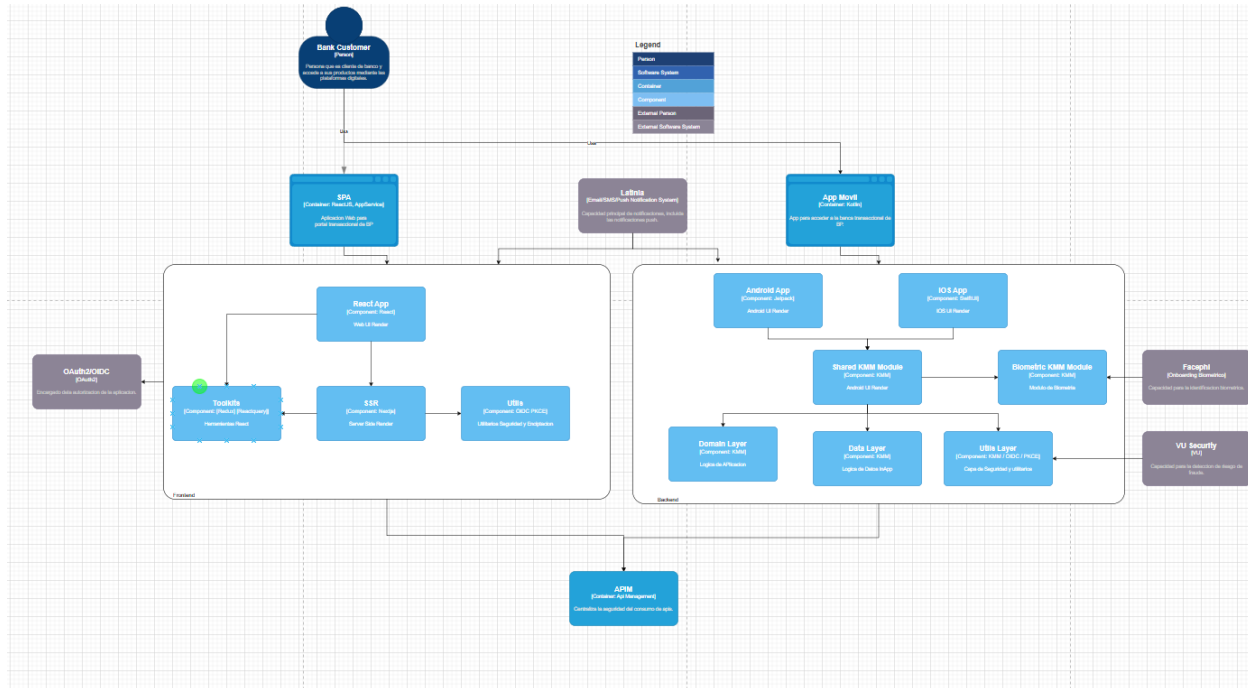 Bank Customer
[Person]
Persona que es cliente de banco y
accede a sus productos mediante las
plataformas digitales.
Legend
Person
Software System
Container
Component
External Person
External Software System
Use
Use
SPA
[Container: ReactJS, AppService]
Aplicacion Web para
portal transaccional de BP
Latinia
[Email/SMS/Push Notification System]
Capacidad principal de notificaciones, incluida
las notificaciones push.
App Movil
[Container: Kotlin]
App para acceder a la banca transaccional de
BP.
React App
[Component: React]
Web UI Render
Android App
[Component: Jetpack]
Android UI Render
IOS App
[Component: SwiftUI]
IOS UI Render
OAuth2/OIDC
[OAuth2]
Encargado dela autorizacion de la aplicacion.
Toolkits
[Component: [Redux] [Reactquery]]
Herramientas React
SSR
[Component: Nextjs]
Server Side Render
Utils
[Component: OIDC PKCE]
Utilitarios Seguridad y Encriptacion
Shared KMM Module
[Component: KMM]
Android UI Render
Biometric KMM Module
[Component: KMM]
Modulo de Biometria
Facephi
[Onboarding Biometrico]
Capacidad para la identificacion biometrica.
Domain Layer
[Component: KMM]
Logica de APlicacion
Data Layer
[Component: KMM]
Logica de Datos InApp
Utils Layer
[Component: KMM / OIDC / PKCE]
Capa de Seguridad y utilitarios
VU Security
[VU]
Capacidad para la deteccion de riesgo de
fraude.
Frontend
Backend
APIM
[Container: Api Management]
Centraliza la seguridad del consumo de apis.